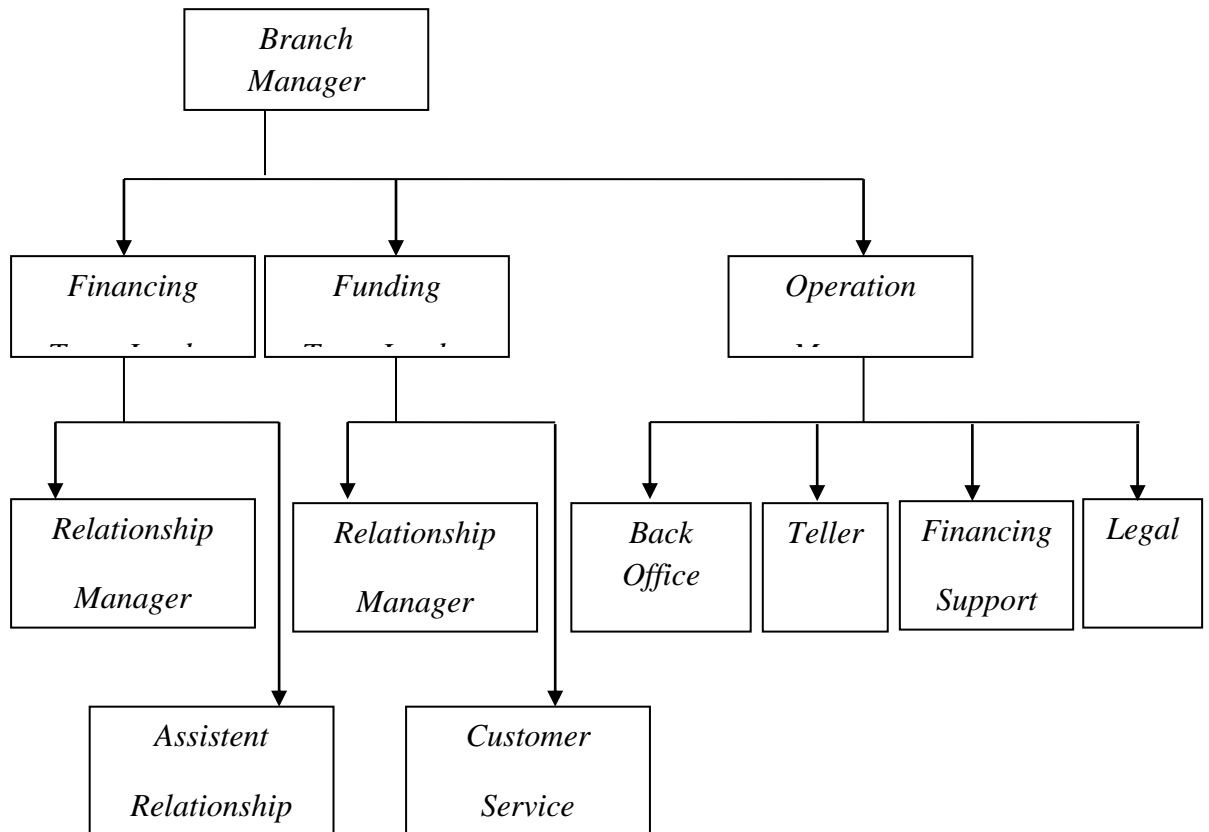 Branch
Manager
Financing
Funding
Operation
Relationship
Manager
Relationship
Manager
Back
Office
Teller
Financing
Support
Legal
Assistent
Relationship
Customer
Service